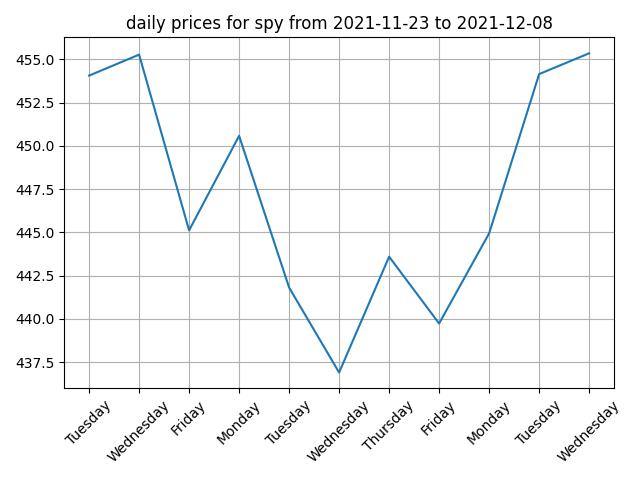 daily prices for spy from 2021-11-23 to 2021-12-08
455.0
452.5
450.0
447.5
445.0
442.5
440.0
437.5
Tuesday
Wednesday
Friday
Monday
Tuesday
Wednesday
Thursday
Friday
Monday
Tuesday
Wednesday